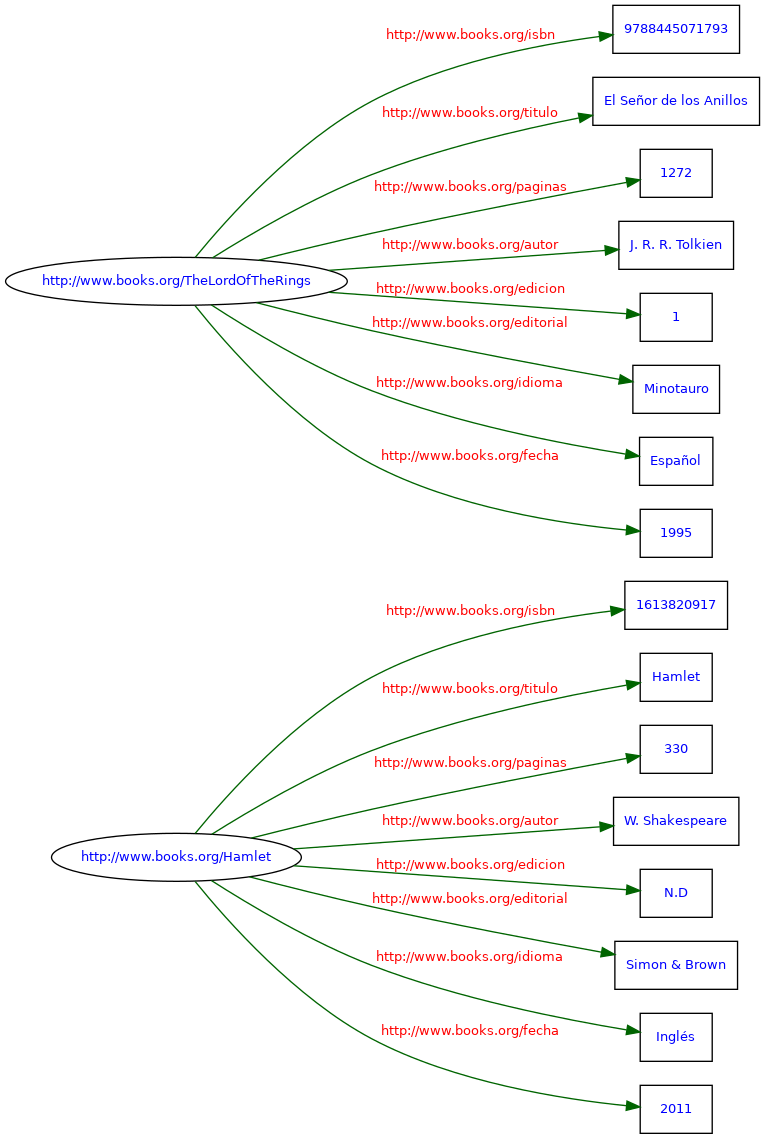 http://www.books.org/isbn
9788445071793
http://www.books.org/titulo
El Señor de los Anillos
http://www.books.org/paginas
1272
http://www.books.org/autor
J. R. R. Tolkien
http://www.books.org/TheLordOfTheRings
http://www.books.org/edicion
1
http://www.books.org/editorial
Minotauro
http://www.books.org/idioma
Español
http://www.books.org/fecha
1995
http://www.books.org/isbn
1613820917
http://www.books.org/titulo
Hamlet
http://www.books.org/paginas
330
http://www.books.org/autor
W. Shakespeare
http://www.books.org/Hamlet
http://www.books.org/edicion
N.D
http://www.books.org/editorial
Simon & Brown
http://www.books.org/idioma
Inglés
http://www.books.org/fecha
2011